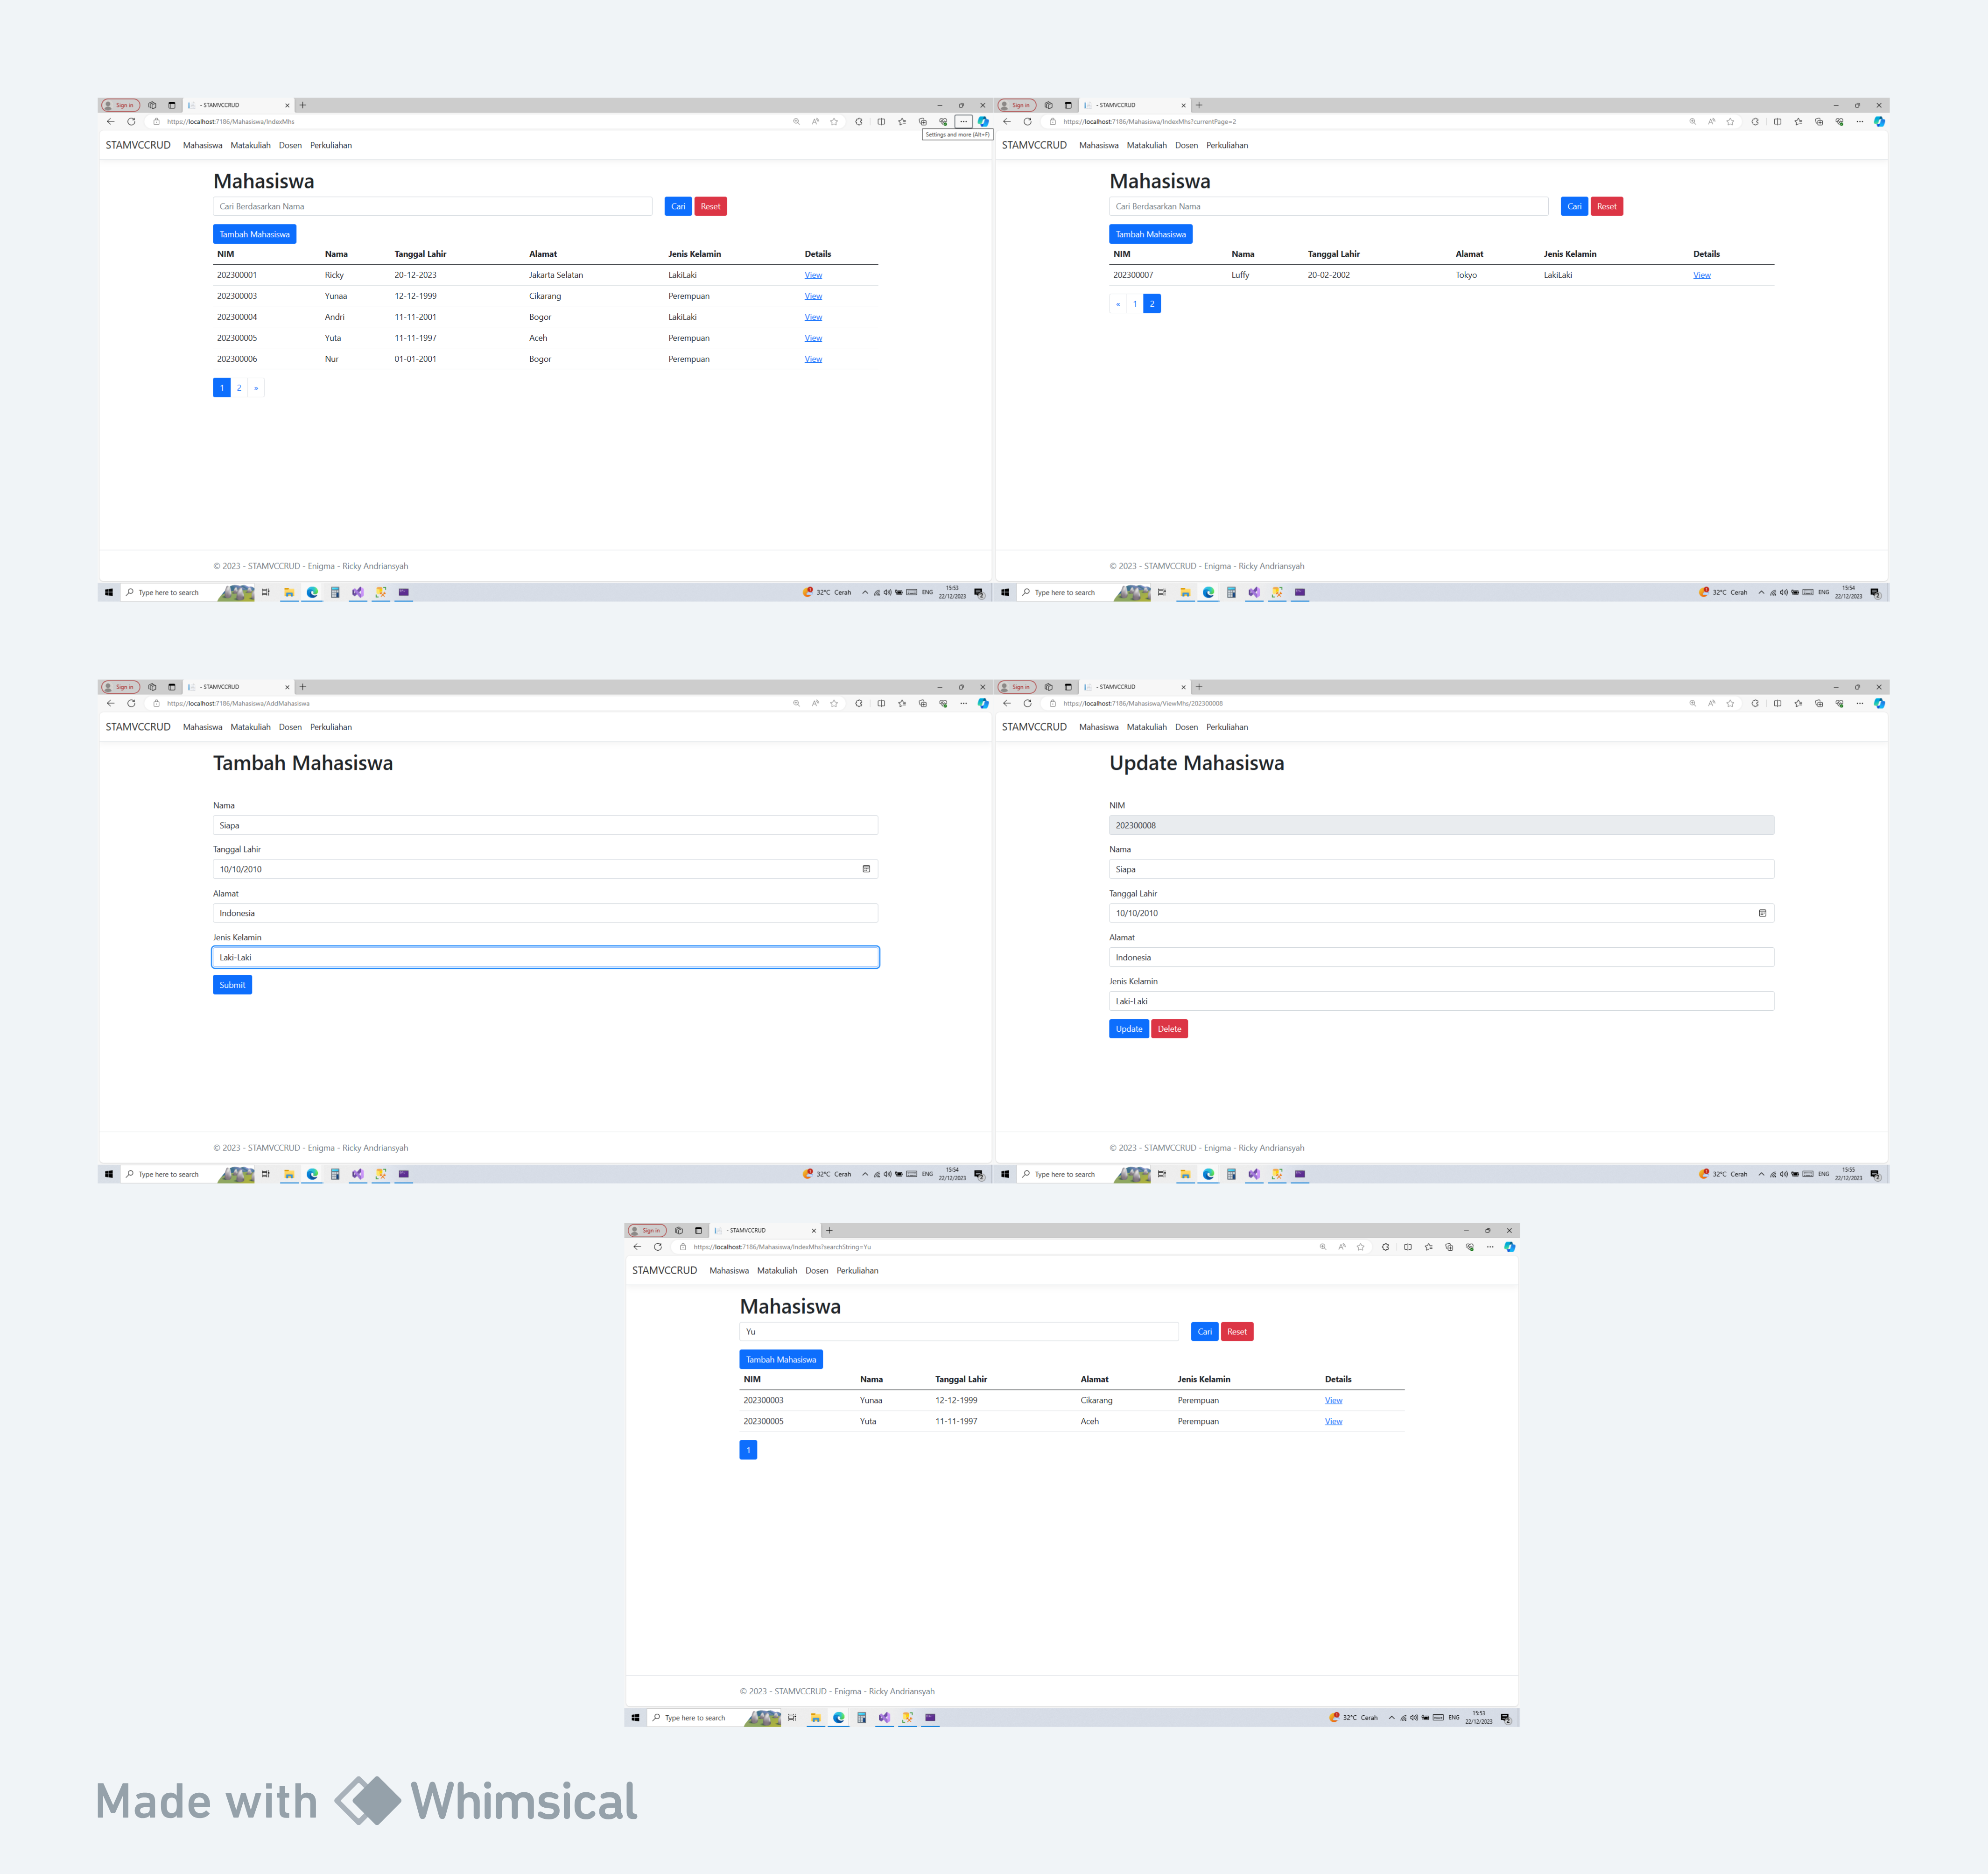 Sign in - STAMVCCRUD
https://localhost:7186/Mahasiswa/IndexMhs
Settings and more (Alt+F)
STAMVCCRUD Mahasiswa Matakuliah Dosen Perkuliahan
Mahasiswa
Cari Berdasarkan Nama Cari Reset
Tambah Mahasiswa
NIM Nama Tanggal Lahir Alamat Jenis Kelamin Details
202300001 Ricky 20-12-2023 Jakarta Selatan LakiLaki View
202300003 Yunaa 12-12-1999 Cikarang Perempuan View
202300004 Andri 11-11-2001 Bogor LakiLaki View
202300005 Yuta 11-11-1997 Aceh Perempuan View
202300006 Nur 01-01-2001 Bogor Perempuan View
1 2 »
© 2023 - STAMVCCRUD - Enigma - Ricky Andriansyah
Type here to search 32°C Cerah ENG 15:53
22/12/2023
Sign in - STAMVCCRUD
https://localhost:7186/Mahasiswa/IndexMhs?currentPage=2
STAMVCCRUD Mahasiswa Matakuliah Dosen Perkuliahan
Mahasiswa
Cari Berdasarkan Nama Cari Reset
Tambah Mahasiswa
NIM Nama Tanggal Lahir Alamat Jenis Kelamin Details
202300007 Luffy 20-02-2002 Tokyo LakiLaki View
« 1 2
© 2023 - STAMVCCRUD - Enigma - Ricky Andriansyah
Type here to search 32°C Cerah ENG 15:54
22/12/2023
Sign in - STAMVCCRUD
https://localhost:7186/Mahasiswa/AddMahasiswa
STAMVCCRUD Mahasiswa Matakuliah Dosen Perkuliahan
Tambah Mahasiswa
Nama
Siapa
Tanggal Lahir
10/10/2010
Alamat
Indonesia
Jenis Kelamin
Laki-Laki
Submit
© 2023 - STAMVCCRUD - Enigma - Ricky Andriansyah
Type here to search 32°C Cerah ENG 15:54
22/12/2023
Sign in - STAMVCCRUD
https://localhost:7186/Mahasiswa/ViewMhs/202300008
STAMVCCRUD Mahasiswa Matakuliah Dosen Perkuliahan
Update Mahasiswa
NIM
202300008
Nama
Siapa
Tanggal Lahir
10/10/2010
Alamat
Indonesia
Jenis Kelamin
Laki-Laki
Update Delete
© 2023 - STAMVCCRUD - Enigma - Ricky Andriansyah
Type here to search 32°C Cerah ENG 15:55
22/12/2023
Sign in - STAMVCCRUD
https://localhost:7186/Mahasiswa/IndexMhs?searchString=Yu
STAMVCCRUD Mahasiswa Matakuliah Dosen Perkuliahan
Mahasiswa
Yu Cari Reset
Tambah Mahasiswa
NIM Nama Tanggal Lahir Alamat Jenis Kelamin Details
202300003 Yunaa 12-12-1999 Cikarang Perempuan View
202300005 Yuta 11-11-1997 Aceh Perempuan View
1
© 2023 - STAMVCCRUD - Enigma - Ricky Andriansyah
Type here to search 32°C Cerah ENG 15:53
22/12/2023
Made with Whimsical